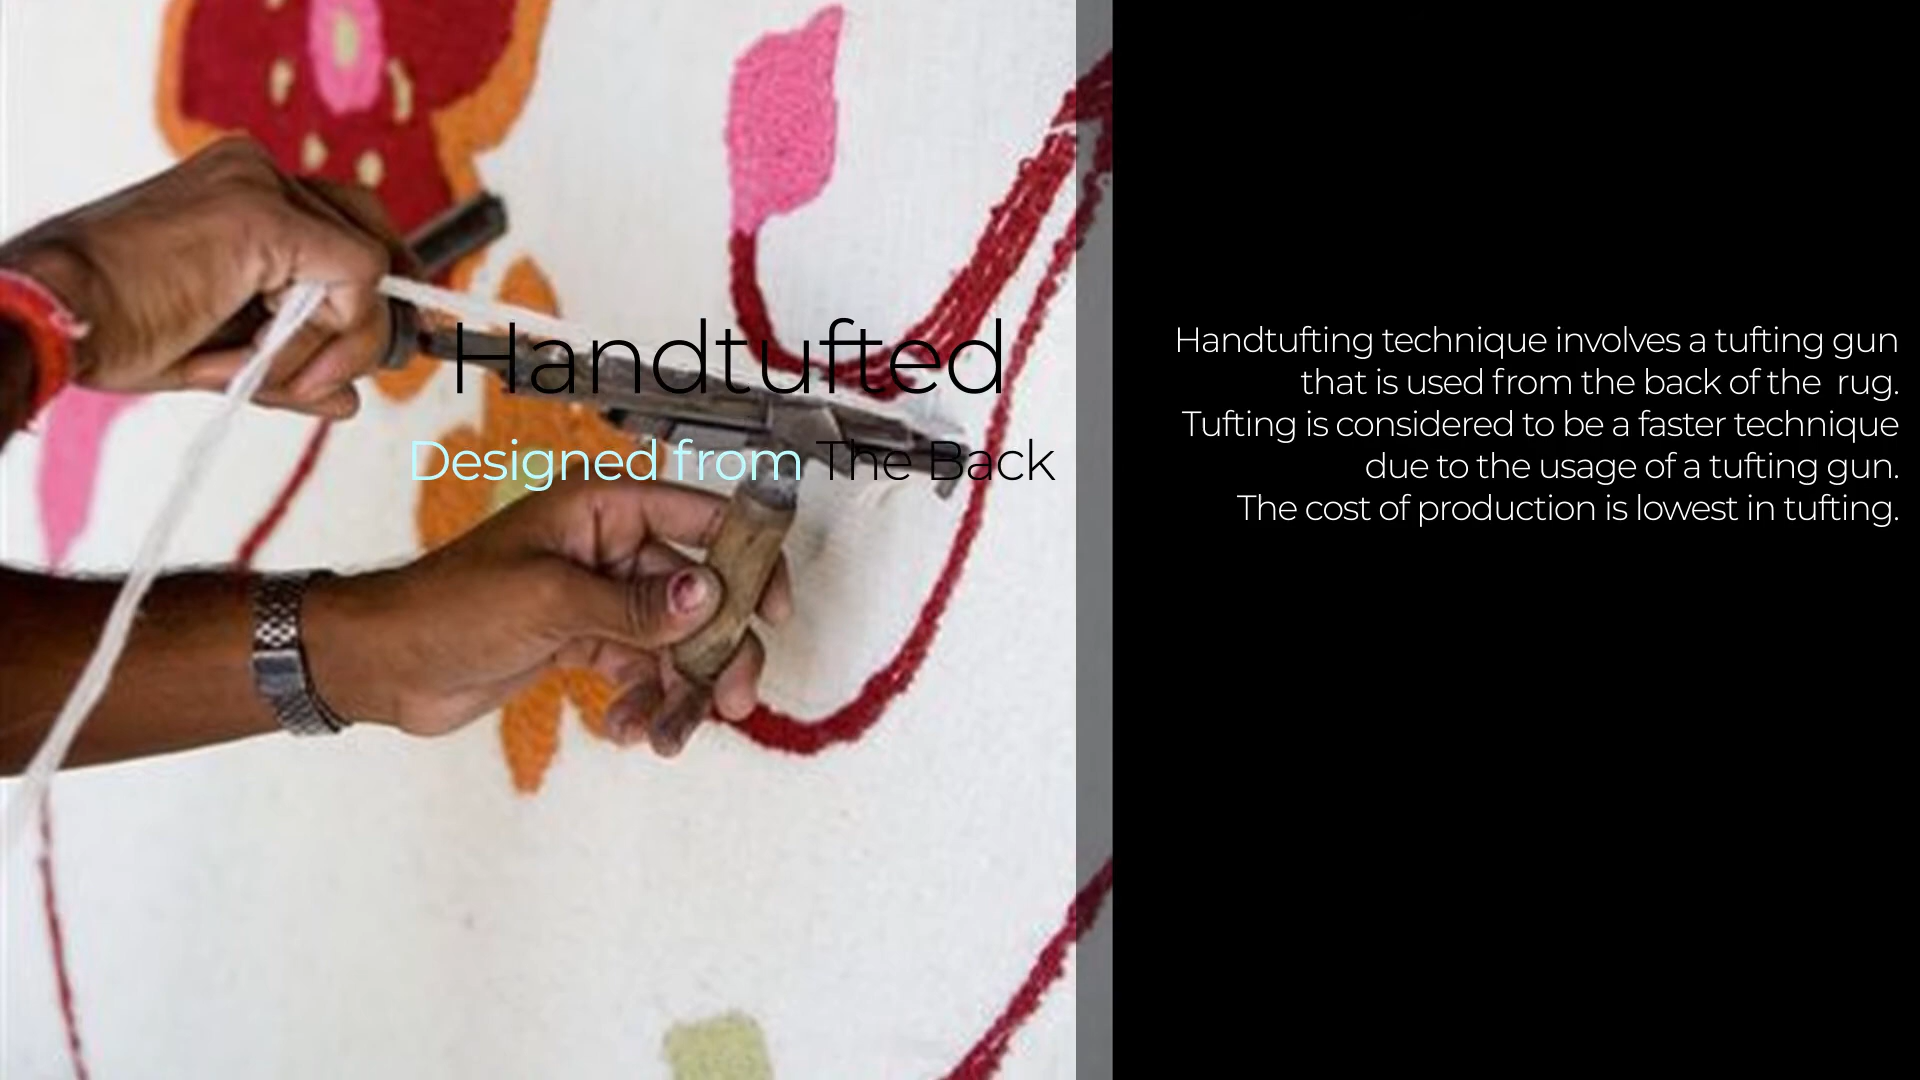 Handtufted
Designed from The Back
Handtufting technique involves a tufting gun
that is used from the back of the  rug.
Tufting is considered to be a faster technique
due to the usage of a tufting gun.
The cost of production is lowest in tufting.